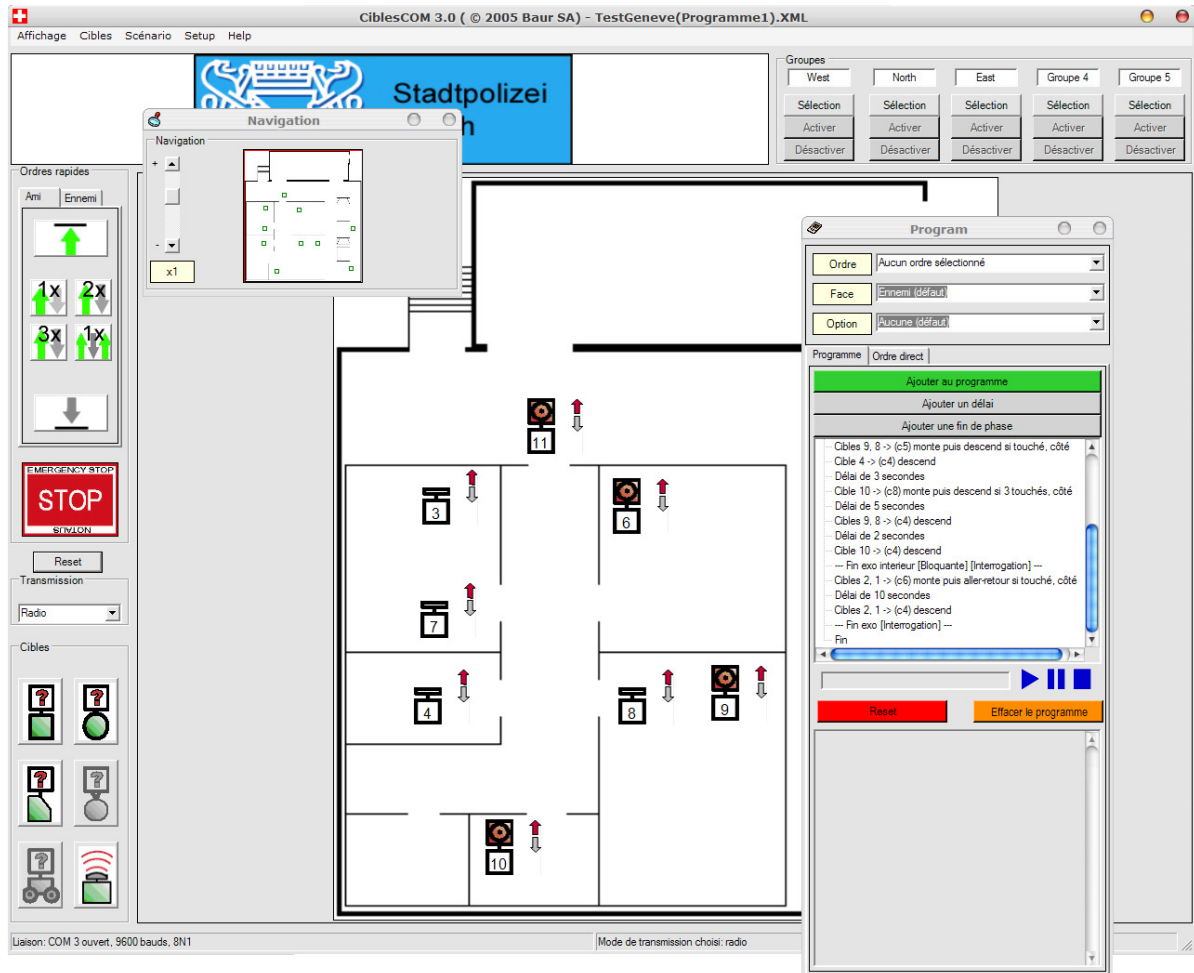 CiblesCOM 3.0 ( © 2005 Baur SA) - TestGeneve(Programme1).XML
Affichage Cibles Scénario Setup Help
Stadtpolizei
h
Groupes
West North East Groupe 4 Groupe 5
Sélection Sélection Sélection Sélection Sélection
Activer Activer Activer Activer Activer
Désactiver Désactiver Désactiver Désactiver Désactiver
Navigation
Navigation
+
-
x1
Ordres rapides
Ami Ennemi
1x 2x
3x 1x
EMERGENCY STOP
STOP
Reset
Transmission
Radio
Cibles
?
?
?
?
?
11
3
6
7
4
8
9
10
Program
Ordre Aucun ordre sélectionné
Face Ennemi (défaut)
Option Aucune (défaut)
Programme Ordre direct
Ajouter au programme
Ajouter un délai
Ajouter une fin de phase
Cibles 9, 8 -> (c5) monte puis descend si touché, côté
Cible 4 -> (c4) descend
Délai de 3 secondes
Cible 10 -> (c8) monte puis descend si 3 touchés, côté
Délai de 5 secondes
Cibles 9, 8 -> (c4) descend
Délai de 2 secondes
Cible 10 -> (c4) descend
--- Fin exo interieur [Bloquante] [Interrogation] ---
Cibles 2, 1 -> (c6) monte puis aller-retour si touché, côté
Délai de 10 secondes
Cibles 2, 1 -> (c4) descend
--- Fin exo [Interrogation] ---
Fin
Reset Effacer le programme
Liaison: COM 3 ouvert, 9600 bauds, 8N1
Mode de transmission choisi: radio